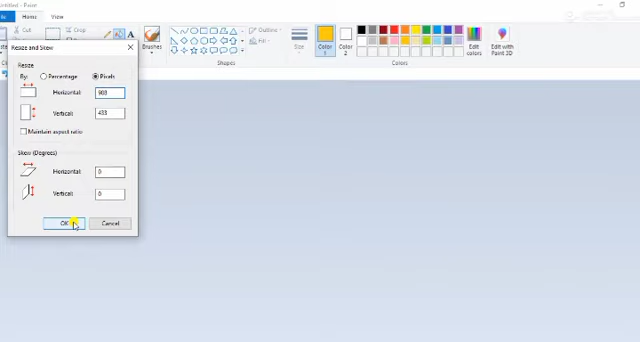 Untitled - Paint
File
Home
View
Cut
Crop
A
Brushes
Outline
Fill
Shapes
Size
Color 1
Color 2
Edit colors
Edit with Paint 3D
Colors
Resize and Skew
Resize
By:
Percentage
Pixels
Horizontal:
Vertical:
433
Maintain aspect ratio
Skew (Degrees)
Horizontal:
0
Vertical:
0
OK
Cancel